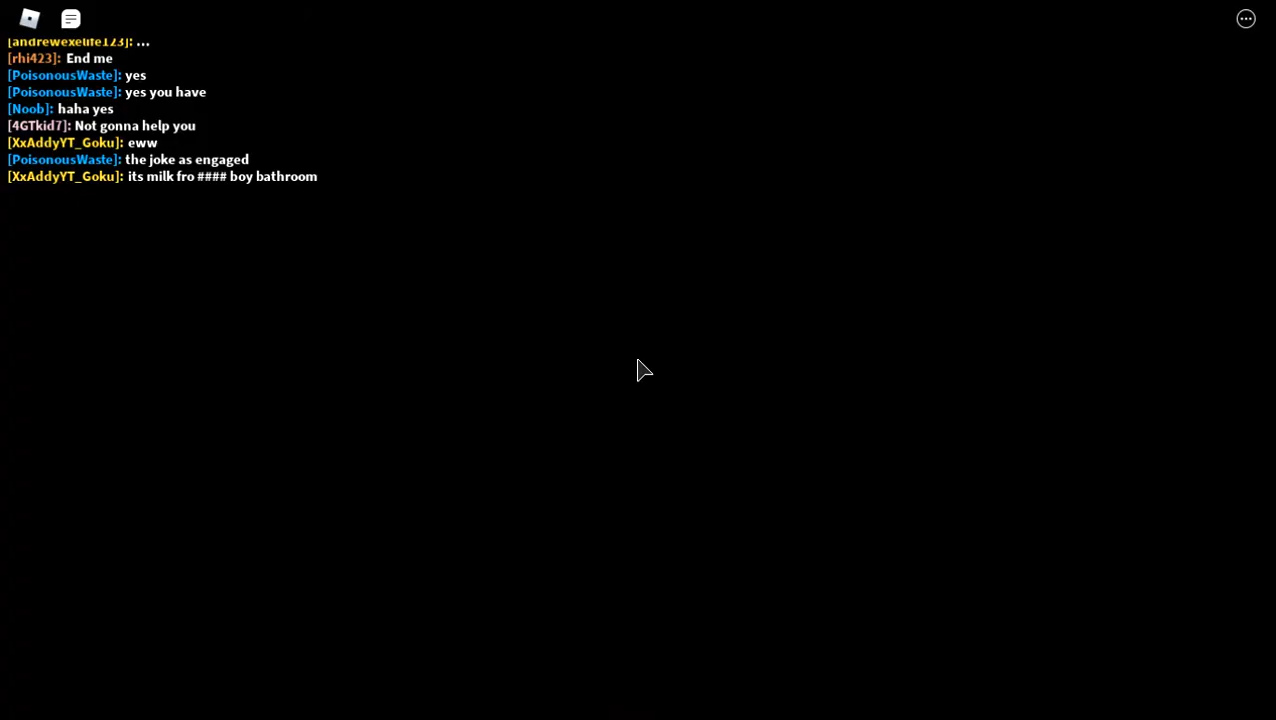 [andrewexelife123]: ...
[rhi423]: End me
[PoisonousWaste]: yes
[PoisonousWaste]: yes you have
[Noob]: haha yes
[4GTkid7]: Not gonna help you
[XxAddyYT_Goku]: eww
[PoisonousWaste]: the joke as engaged
[XxAddyYT_Goku]: its milk fro #### boy bathroom